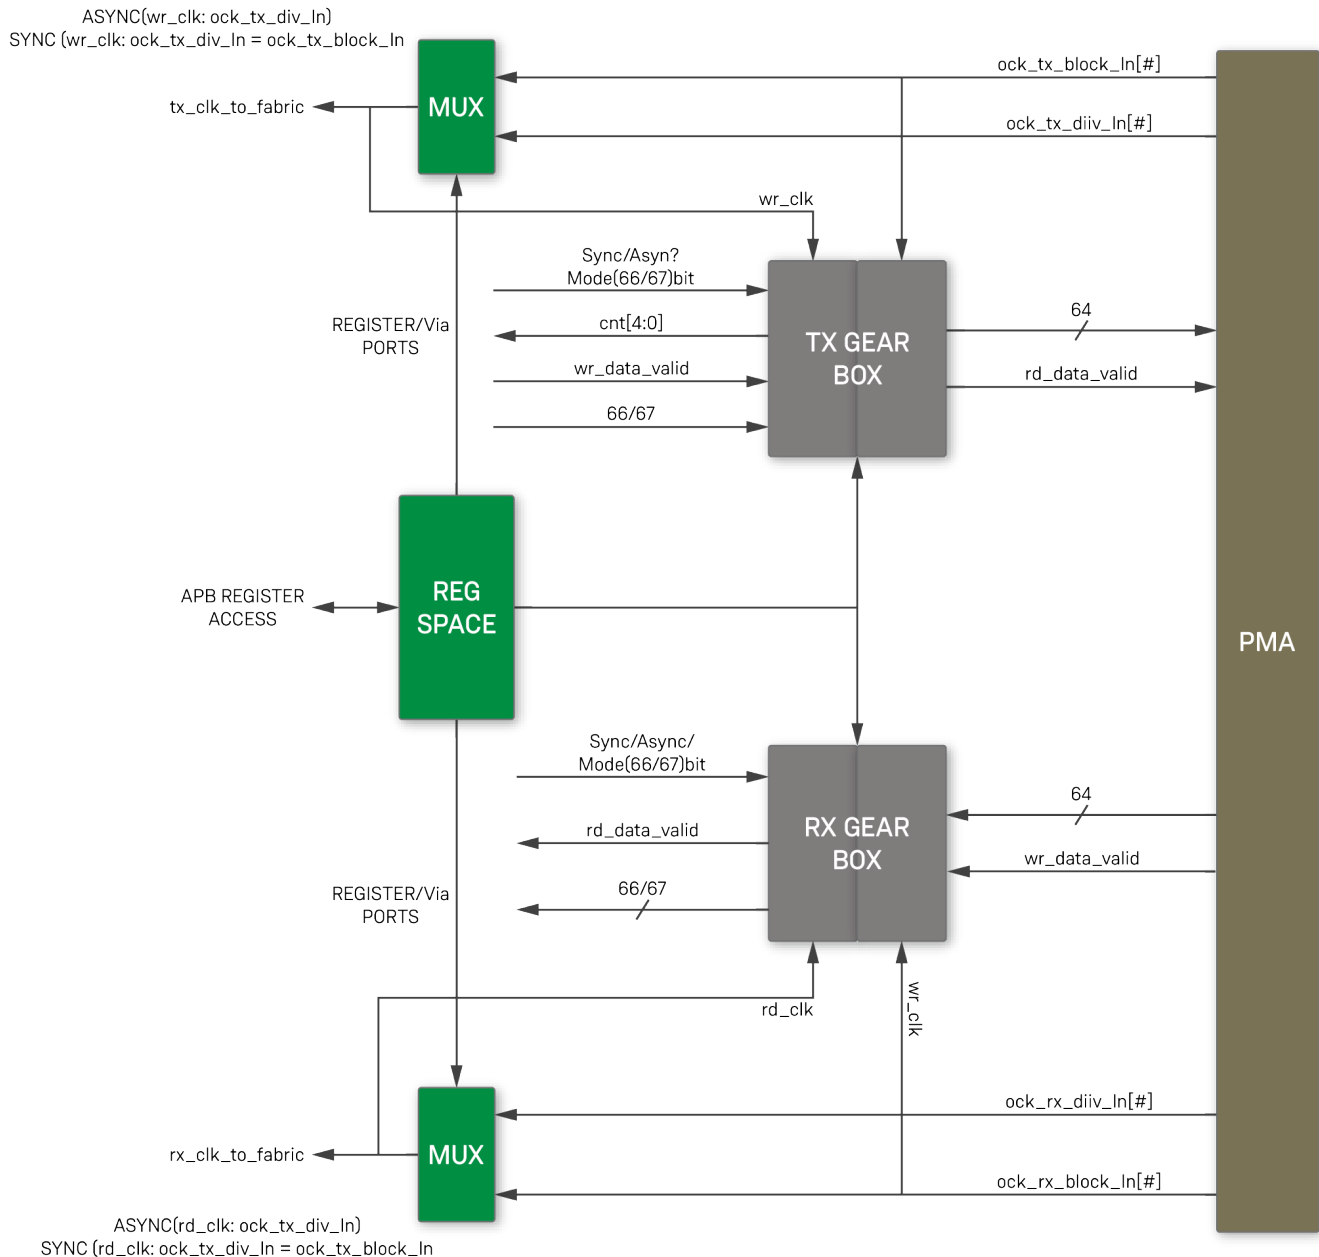 ASYNC(wr_clk: ock_tx_div_ln)
SYNC (wr_clk: ock_tx_div_ln = ock_tx_block_ln
ock_tx_block_ln[#]
tx_clk_to_fabric
MUX
ock_tx_diiv_ln[#]
wr_clk
Sync/Asyn?
Mode(66/67)bit
REGISTER/Via
PORTS
cnt[4:0]
wr_data_valid
66/67
TX GEAR
BOX
64
rd_data_valid
APB REGISTER
ACCESS
REG
SPACE
PMA
Sync/Async/
Mode(66/67)bit
rd_data_valid
66/67
RX GEAR
BOX
64
wr_data_valid
REGISTER/Via
PORTS
rd_clk
wr_clk
ock_rx_diiv_ln[#]
rx_clk_to_fabric
MUX
ock_rx_block_ln[#]
ASYNC(rd_clk: ock_tx_div_ln)
SYNC (rd_clk: ock_tx_div_ln = ock_tx_block_ln